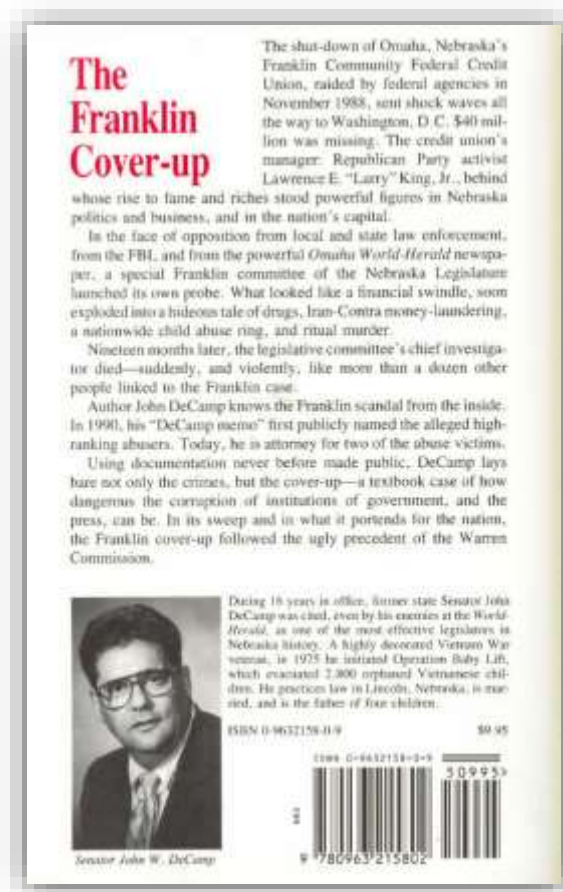 The
Franklin
Cover-up
The shut-down of Omaha, Nebraska's
Franklin Community Federal Credit
Union, raided by federal agencies in
November 1988, sent shock waves all
the way to Washington, D.C. $40 mil-
lion was missing. The credit union's
manager: Republican Party activist
Lawrence E. "Larry" King, Jr., behind
whose rise to fame and riches stood powerful figures in Nebraska
politics and business, and in the nation's capital.
In the face of opposition from local and state law enforcement,
from the FBI, and from the powerful Omaha World-Herald newspa-
per, a special Franklin committee of the Nebraska Legislature
launched its own probe. What looked like a financial swindle, soon
exploded into a hideous tale of drugs, Iran-Contra money-laundering,
a nationwide child abuse ring, and ritual murder.
Nineteen months later, the legislative committee's chief investiga-
tor died—suddenly, and violently, like more than a dozen other
people linked to the Franklin case.
Author John DeCamp knows the Franklin scandal from the inside.
In 1990, his "DeCamp memo" first publicly named the alleged high-
ranking abusers. Today, he is attorney for two of the abuse victims.
Using documentation never before made public, DeCamp lays
bare not only the crimes, but the cover-up—a textbook case of how
dangerous the corruption of institutions of government, and the
press, can be. In its sweep and in what it portends for the nation,
the Franklin cover-up followed the ugly precedent of the Warren
Commission.
During 16 years in office, former state Senator John
DeCamp was cited, even by his enemies at the World-
Herald, as one of the most effective legislators in
Nebraska history. A highly decorated Vietnam War
veteran, in 1975 he initiated Operation Baby Lift,
which evacuated 2,800 orphaned Vietnamese chil-
dren. He practices law in Lincoln, Nebraska, is mar-
ried, and is the father of four children.
ISBN 0-9632158-0-9 $9.95
ISBN 0-9632158-0-9
50995>
9 780963 215802
Senator John W. DeCamp